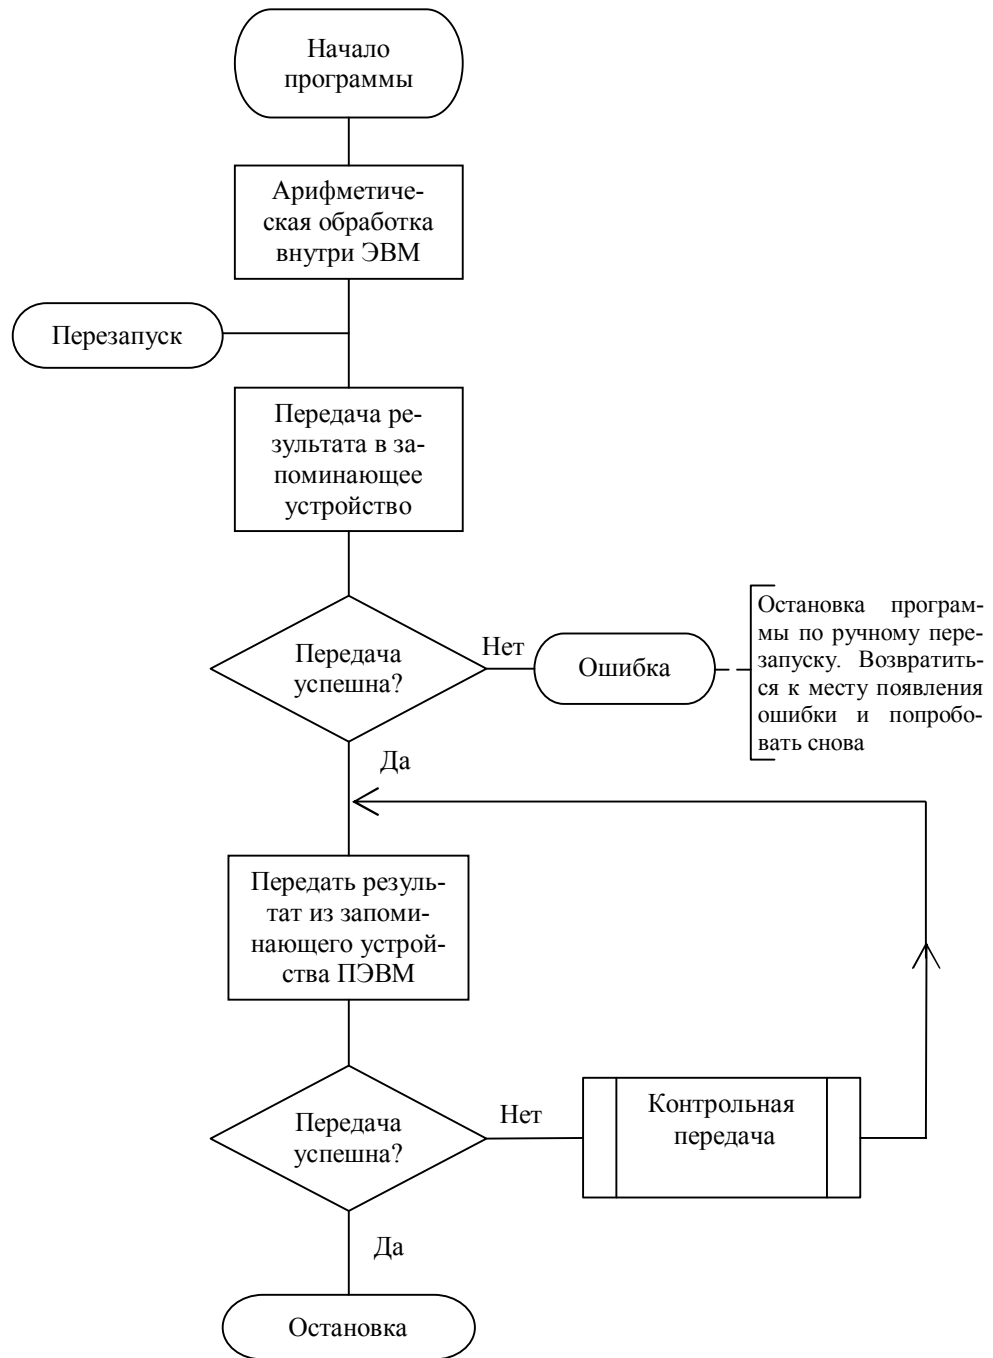 Начало
программы
Арифметиче-
ская обработка
внутри ЭВМ
Перезапуск
Передача ре-
зультата в за-
поминающее
устройство
Передача
успешна?
Нет
Ошибка
Остановка програм-
мы по ручному пере-
запуску. Возвратить-
ся к месту появления
ошибки и попробо-
вать снова
Да
Передать резуль-
тат из запоми-
нающего устрой-
ства ПЭВМ
Передача
успешна?
Нет
Контрольная
передача
Да
Остановка